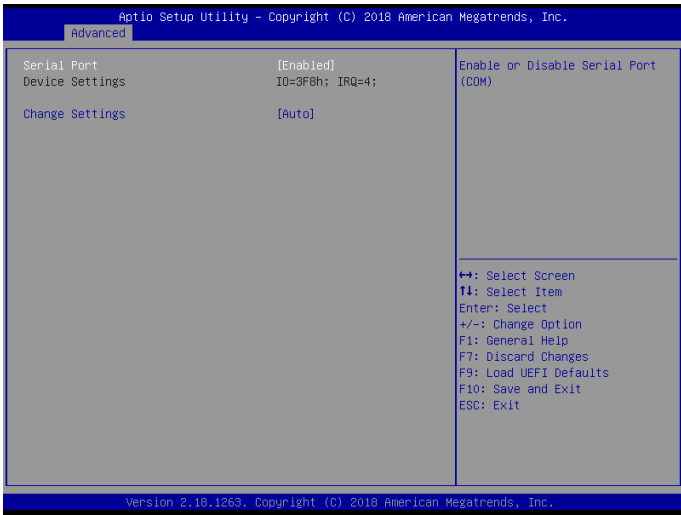 Aptio Setup Utility – Copyright (C) 2018 American Megatrends, Inc.
Advanced
Serial Port [Enabled]
Device Settings IO=3F8h; IRQ=4;
Change Settings [Auto]
Enable or Disable Serial Port
(COM)
↔: Select Screen
↑↓: Select Item
Enter: Select
+/-: Change Option
F1: General Help
F7: Discard Changes
F9: Load UEFI Defaults
F10: Save and Exit
ESC: Exit
Version 2.18.1263. Copyright (C) 2018 American Megatrends, Inc.